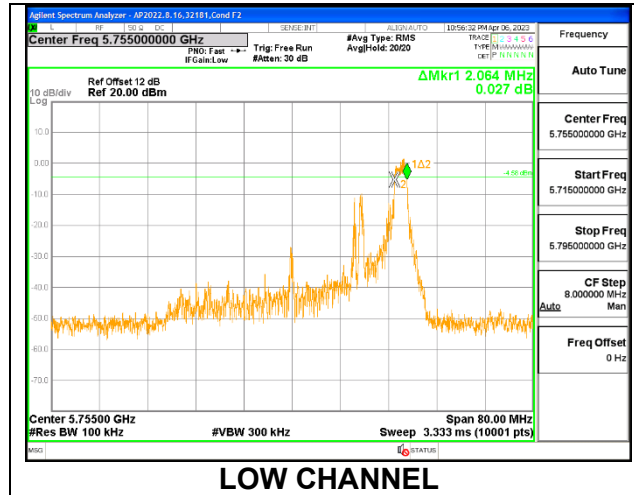 Agilent Spectrum Analyzer - AP2022.8.16,32181,Cond F2
L RF 50 Ω DC SENSE:INT ALIGN AUTO 10:56:32 PM Apr 06, 2023
Center Freq 5.755000000 GHz
#Avg Type: RMS
TRACE 1 2 3 4 5 6
PNO: Fast
Trig: Free Run
Avg|Hold: 20/20
TYPE M
IFGain:Low
#Atten: 30 dB
DET P N N N N N
Frequency
Auto Tune
Center Freq
5.755000000 GHz
Start Freq
5.715000000 GHz
Stop Freq
5.795000000 GHz
CF Step
8.000000 MHz
Auto Man
Freq Offset
0 Hz
ΔMkr1 2.064 MHz
0.027 dB
Ref Offset 12 dB
10 dB/div Ref 20.00 dBm
Log
10.0
0.00
1Δ2
-4.56 dBm
2
-10.0
-20.0
-30.0
-40.0
-50.0
-60.0
-70.0
Center 5.75500 GHz Span 80.00 MHz
#Res BW 100 kHz #VBW 300 kHz Sweep 3.333 ms (10001 pts)
MSG STATUS
LOW CHANNEL